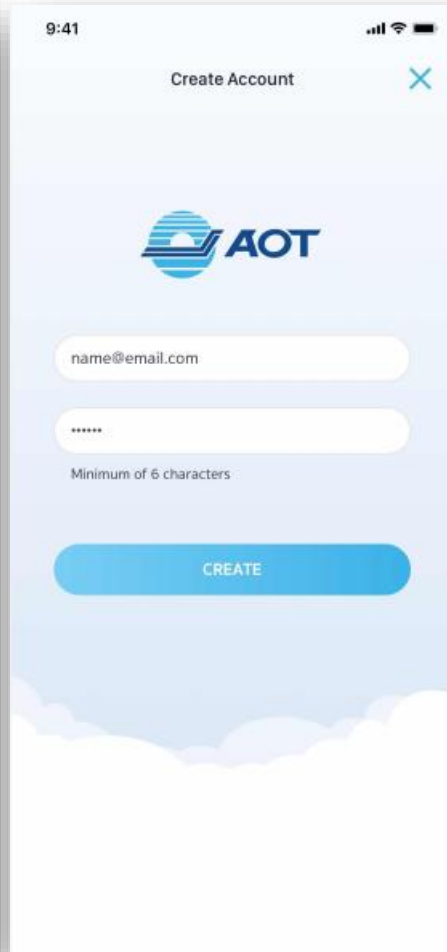 9:41
Create Account
AOT
name@email.com
••••••
Minimum of 6 characters
CREATE